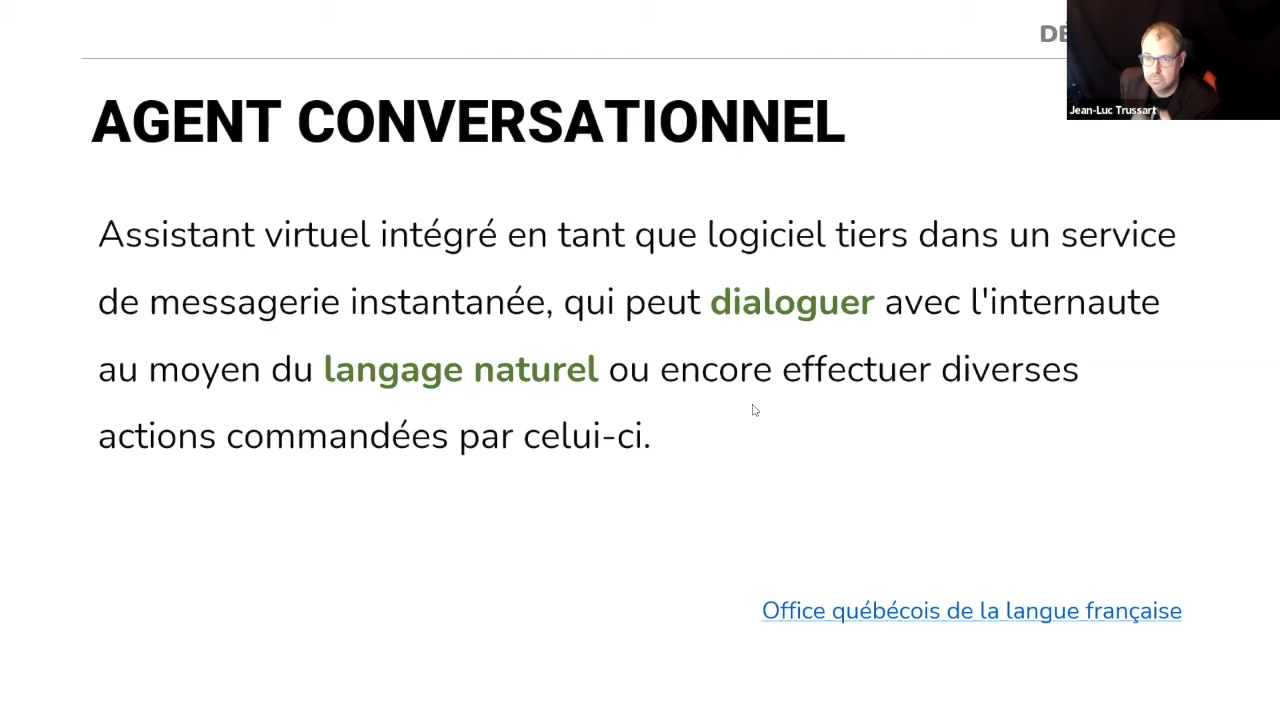 AGENT CONVERSATIONNEL
Jean-Luc Trussart
Assistant virtuel intégré en tant que logiciel tiers dans un service
de messagerie instantanée, qui peut dialoguer avec l'internaute
au moyen du langage naturel ou encore effectuer diverses
actions commandées par celui-ci.
Office québécois de la langue française